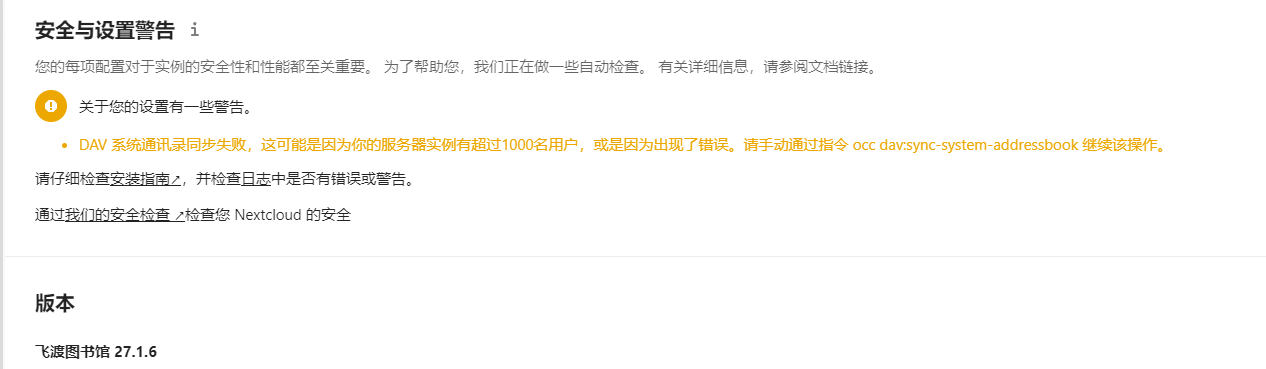 安全与设置警告 i
您的每项配置对于实例的安全性和性能都至关重要。 为了帮助您，我们正在做一些自动检查。 有关详细信息，请参阅文档链接。
关于您的设置有一些警告。
• DAV 系统通讯录同步失败，这可能是因为你的服务器实例有超过1000名用户，或是因为出现了错误。请手动通过指令 occ dav:sync-system-addressbook 继续该操作。
请仔细检查安装指南↗，并检查日志中是否有错误或警告。
通过我们的安全检查 ↗检查您 Nextcloud 的安全
版本
飞渡图书馆 27.1.6